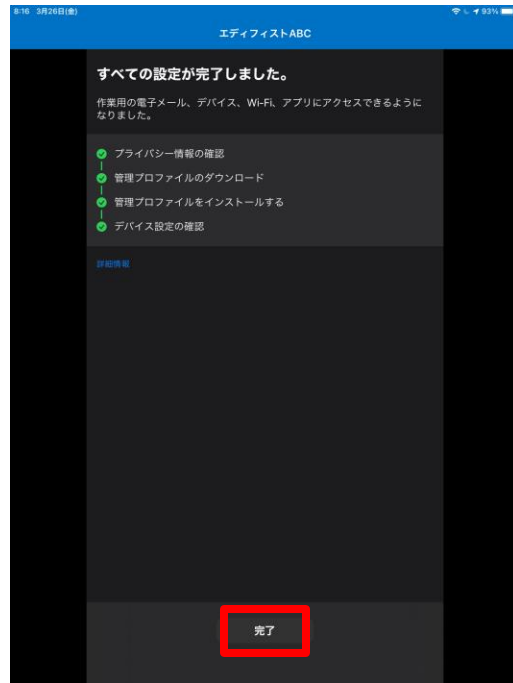 8:16 3月26日(金) 93%
エディフィストABC
すべての設定が完了しました。
作業用の電子メール、デバイス、Wi-Fi、アプリにアクセスできるように
なりました。
プライバシー情報の確認
管理プロファイルのダウンロード
管理プロファイルをインストールする
デバイス設定の確認
詳細情報
完了